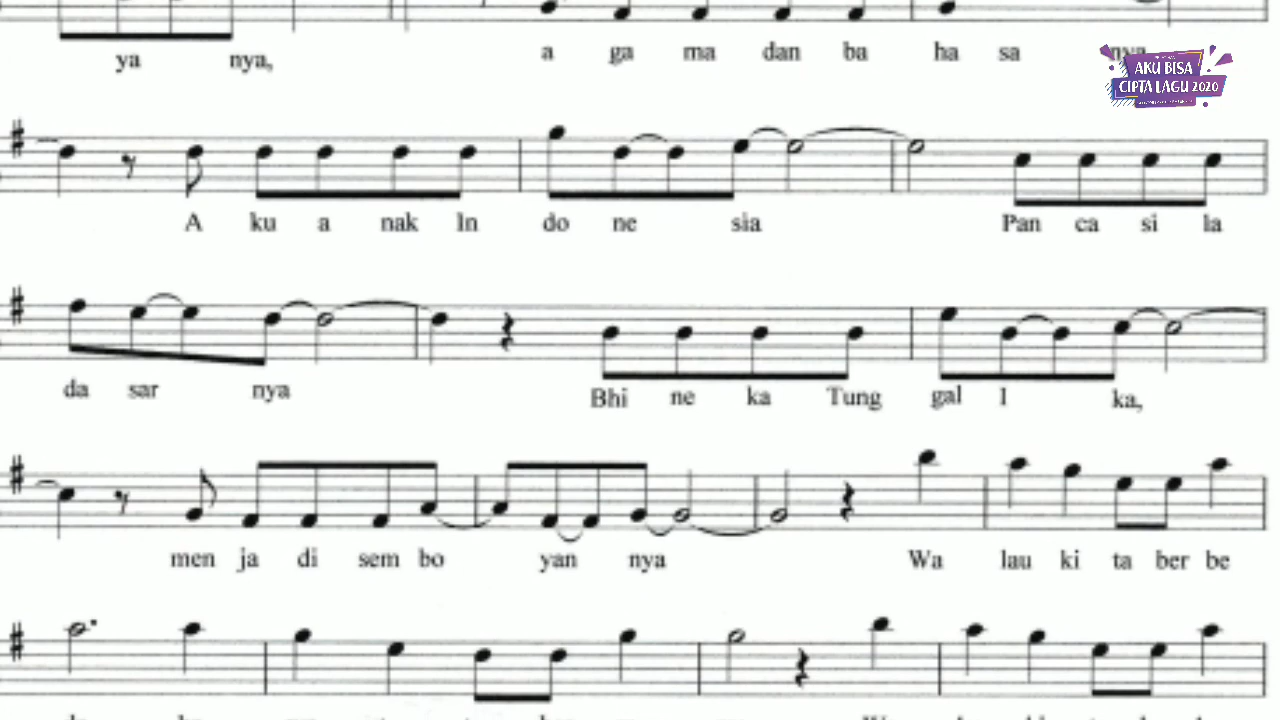 ya nya, a ga ma dan ba ha sa nya
AKU BISA
CIPTA LAGU 2020
A ku a nak In do ne sia Pan ca si la
da sar nya Bhi ne ka Tung gal I ka,
men ja di sem bo yan nya Wa lau ki ta ber be